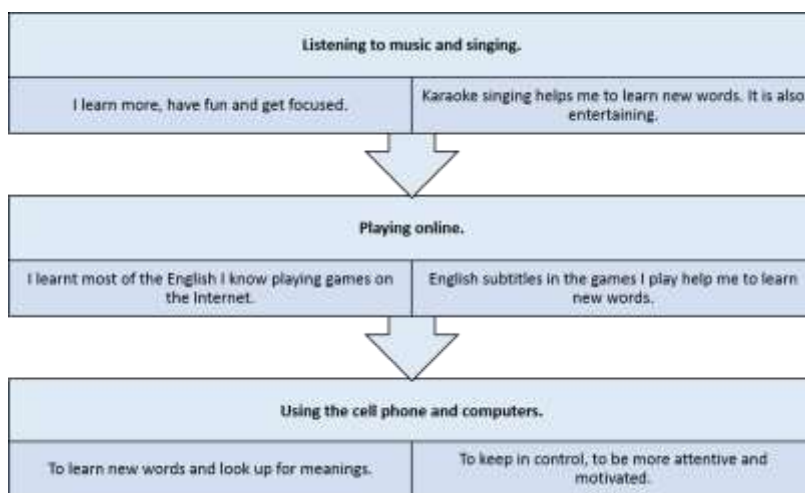 Listening to music and singing.
I learn more, have fun and get focused.
Karaoke singing helps me to learn new words. It is also
entertaining.
Playing online.
I learnt most of the English I know playing games on
the Internet.
English subtitles in the games I play help me to learn
new words.
Using the cell phone and computers.
To learn new words and look up for meanings.
To keep in control, to be more attentive and
motivated.